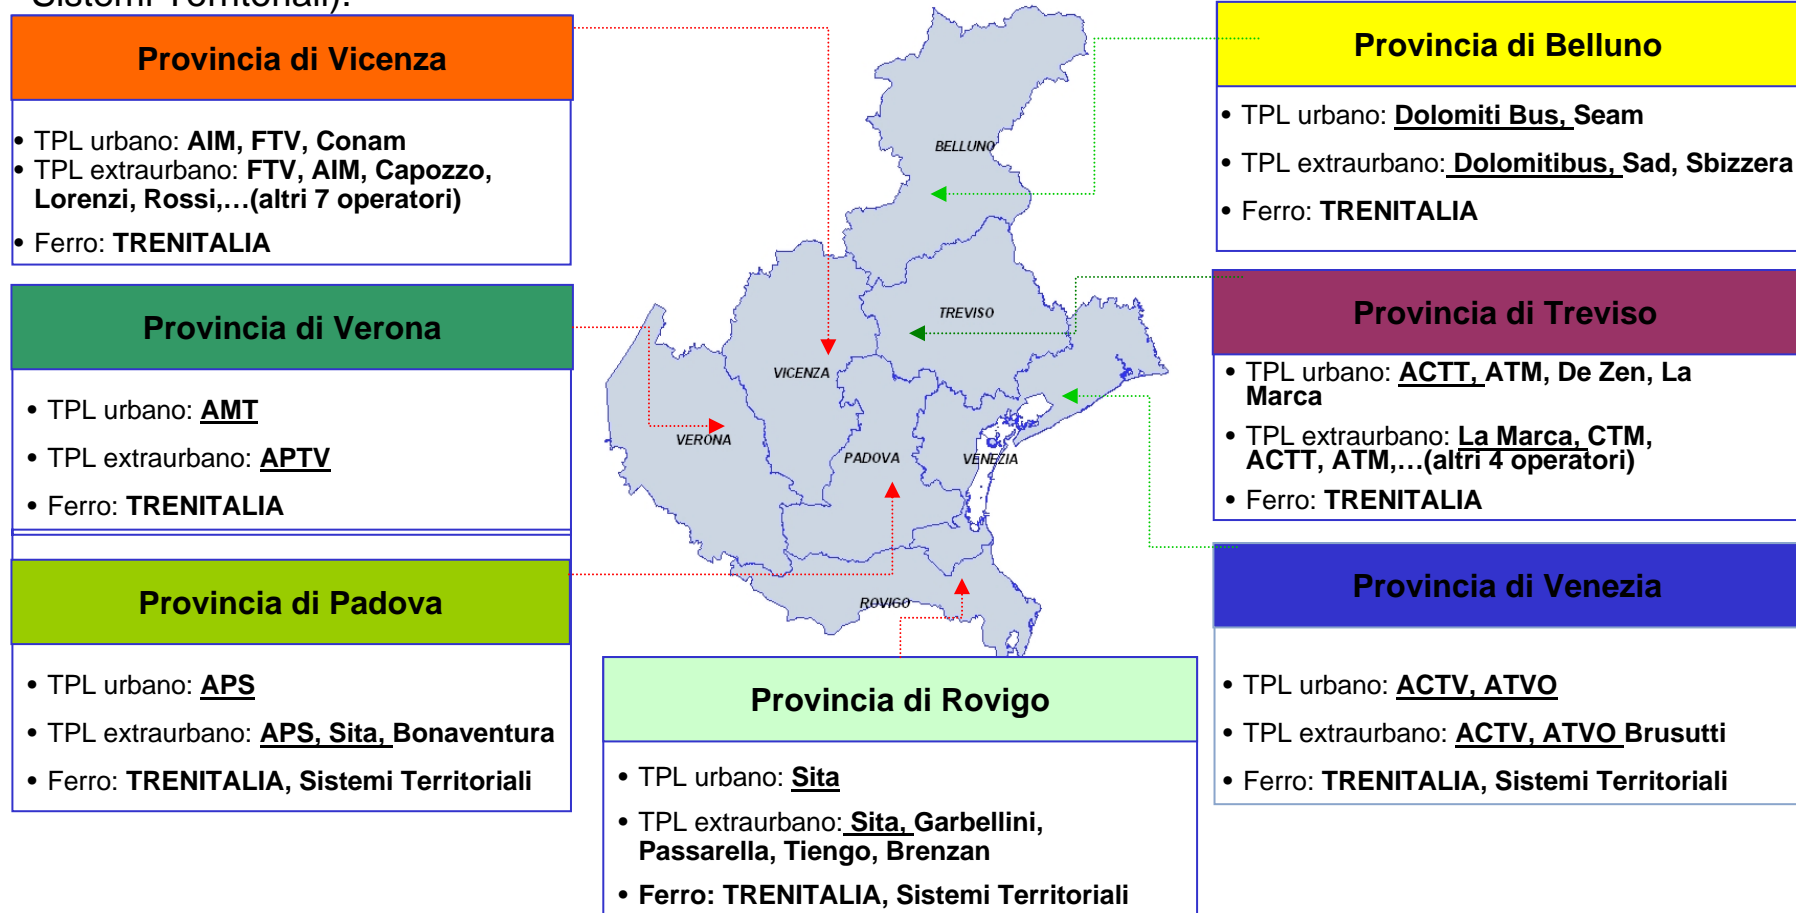 Sistemi Territoriali).
Provincia di Vicenza
• TPL urbano: AIM, FTV, Conam
• TPL extraurbano: FTV, AIM, Capozzo,
Lorenzi, Rossi,…(altri 7 operatori)
• Ferro: TRENITALIA
Provincia di Verona
• TPL urbano: AMT
• TPL extraurbano: APTV
• Ferro: TRENITALIA
Provincia di Padova
• TPL urbano: APS
• TPL extraurbano: APS, Sita, Bonaventura
• Ferro: TRENITALIA, Sistemi Territoriali
BELLUNO
TREVISO
VICENZA
VERONA
PADOVA
VENEZIA
ROVIGO
Provincia di Rovigo
• TPL urbano: Sita
• TPL extraurbano: Sita, Garbellini,
Passarella, Tiengo, Brenzan
• Ferro: TRENITALIA, Sistemi Territoriali
Provincia di Belluno
• TPL urbano: Dolomiti Bus, Seam
• TPL extraurbano: Dolomitibus, Sad, Sbizzera
• Ferro: TRENITALIA
Provincia di Treviso
• TPL urbano: ACTT, ATM, De Zen, La
Marca
• TPL extraurbano: La Marca, CTM,
ACTT, ATM,…(altri 4 operatori)
• Ferro: TRENITALIA
Provincia di Venezia
• TPL urbano: ACTV, ATVO
• TPL extraurbano: ACTV, ATVO Brusutti
• Ferro: TRENITALIA, Sistemi Territoriali